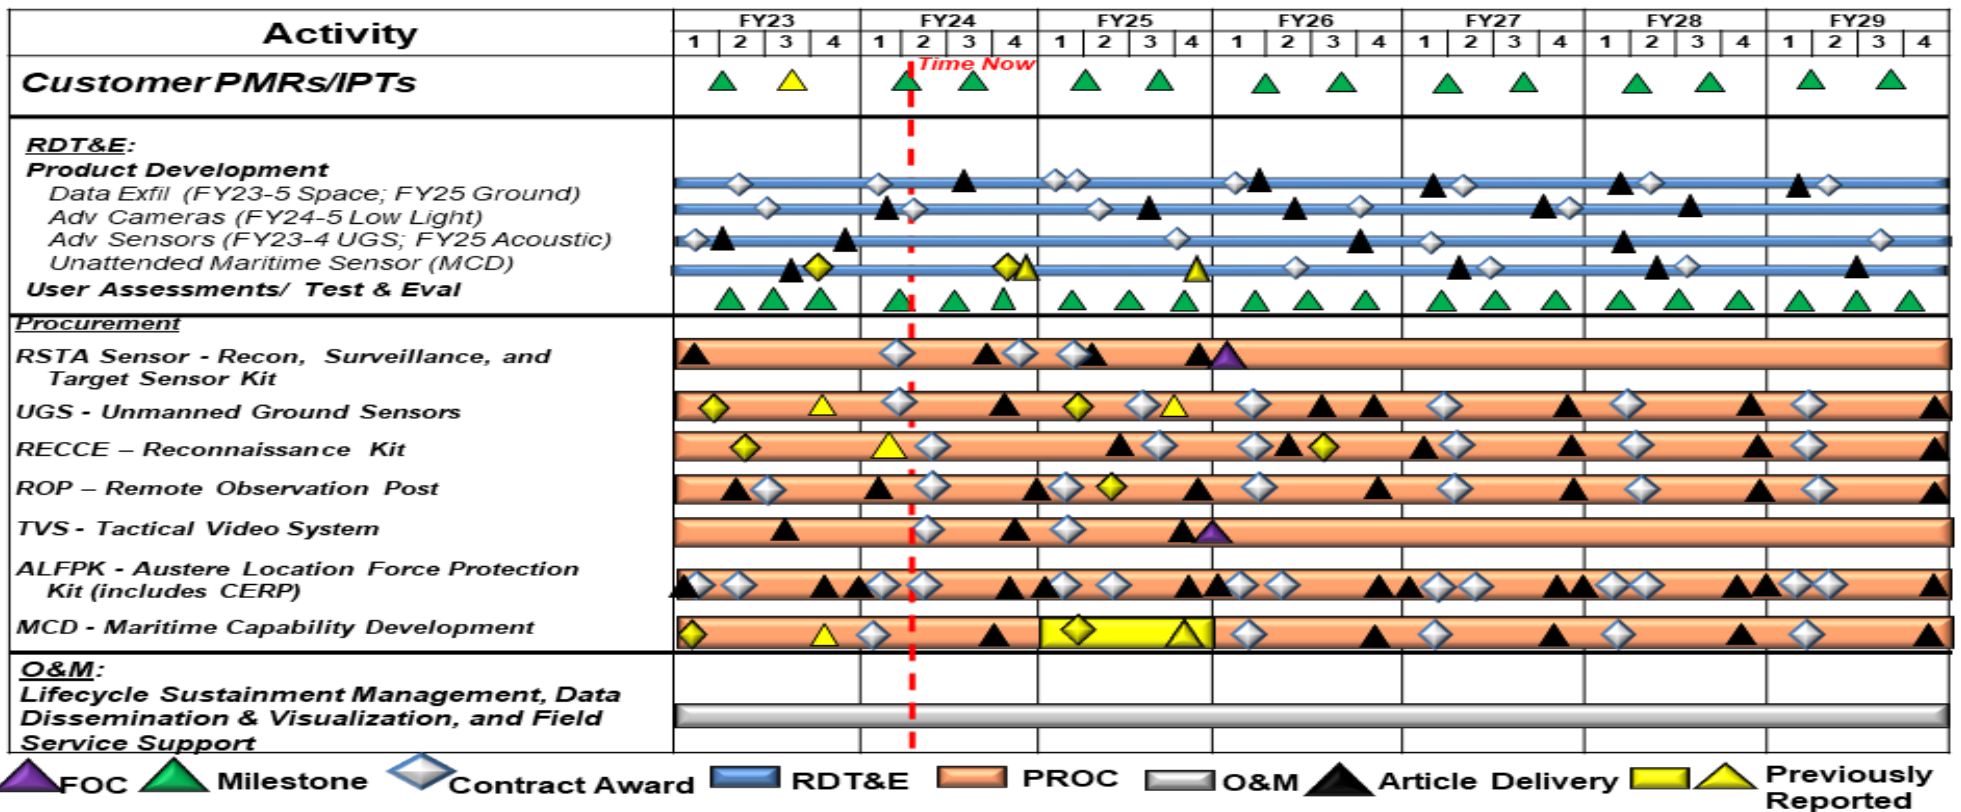 Activity
FY23 FY24 FY25 FY26 FY27 FY28 FY29
1 2 3 4 1 2 3 4 1 2 3 4 1 2 3 4 1 2 3 4 1 2 3 4 1 2 3 4
Time Now
Customer PMRs/IPTs
RDT&E:
Product Development
Data Exfil (FY23-5 Space; FY25 Ground)
Adv Cameras (FY24-5 Low Light)
Adv Sensors (FY23-4 UGS; FY25 Acoustic)
Unattended Maritime Sensor (MCD)
User Assessments/ Test & Eval
Procurement
RSTA Sensor - Recon, Surveillance, and
Target Sensor Kit
UGS - Unmanned Ground Sensors
RECCE – Reconnaissance Kit
ROP – Remote Observation Post
TVS - Tactical Video System
ALFPK - Austere Location Force Protection
Kit (includes CERP)
MCD - Maritime Capability Development
O&M:
Lifecycle Sustainment Management, Data
Dissemination & Visualization, and Field
Service Support
FOC Milestone Contract Award RDT&E PROC O&M Article Delivery Previously
Reported